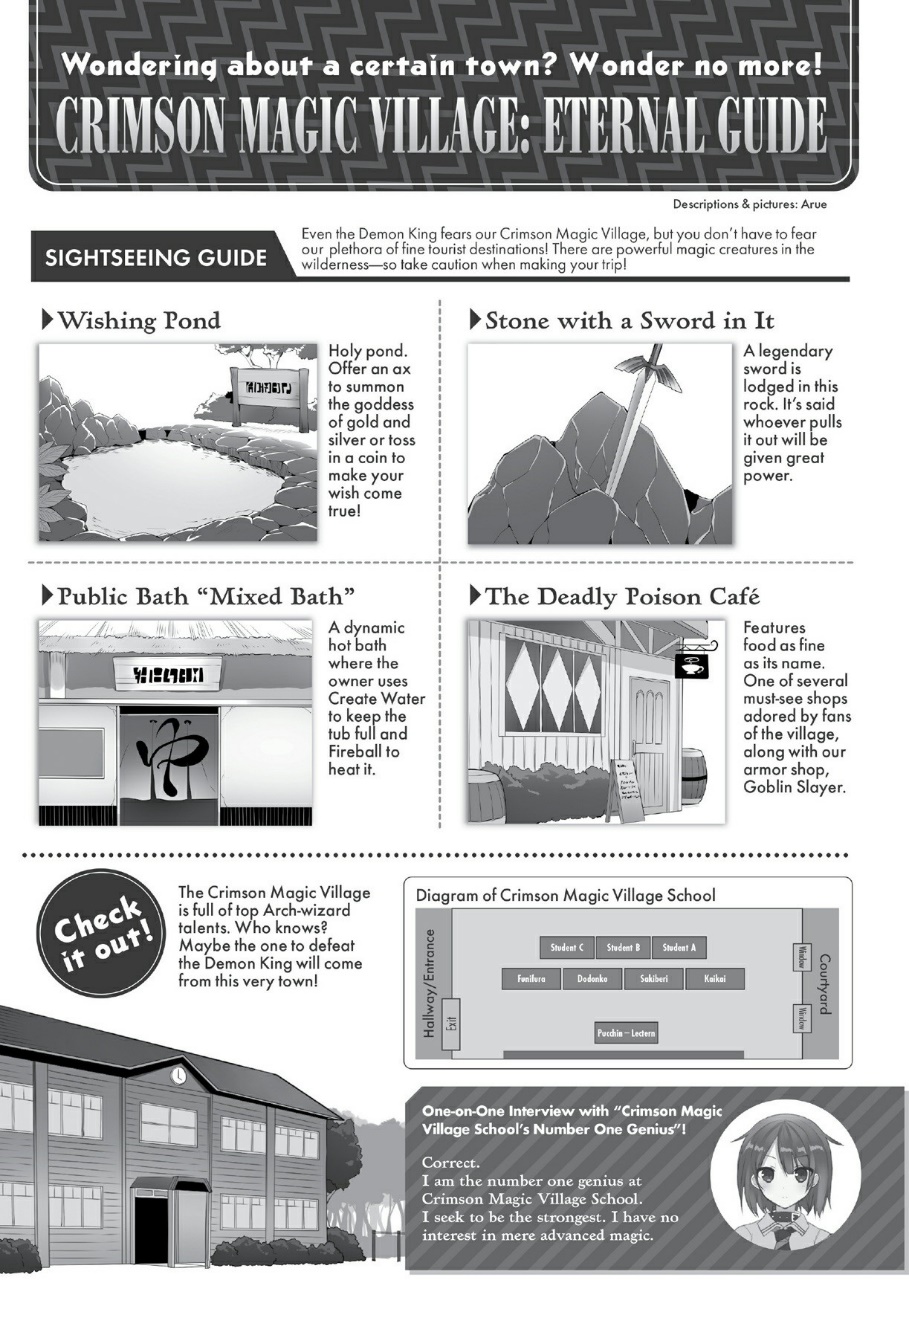 Wondering about a certain town? Wonder no more!
CRIMSON MAGIC VILLAGE: ETERNAL GUIDE
Descriptions & pictures: Arue
SIGHTSEEING GUIDE
Even the Demon King fears our Crimson Magic Village, but you don't have to fear
our plethora of fine tourist destinations! There are powerful magic creatures in the
wilderness—so take caution when making your trip!
Wishing Pond
Holy pond.
Offer an ax
to summon
the goddess
of gold and
silver or toss
in a coin to
make your
wish come
true!
Stone with a Sword in It
A legendary
sword is
lodged in this
rock. It's said
whoever pulls
it out will be
given great
power.
Public Bath “Mixed Bath”
A dynamic
hot bath
where the
owner uses
Create Water
to keep the
tub full and
Fireball to
heat it.
The Deadly Poison Café
Features
food as fine
as its name.
One of several
must-see shops
adored by fans
of the village,
along with our
armor shop,
Goblin Slayer.
Check
it out!
The Crimson Magic Village
is full of top Arch-wizard
talents. Who knows?
Maybe the one to defeat
the Demon King will come
from this very town!
Diagram of Crimson Magic Village School
Hallway/Entrance
Exit
Student C
Student B
Student A
Funifura
Dodonko
Sakiberi
Kaikai
Pucchin — Lectern
Window
Window
Courtyard
One-on-One Interview with “Crimson Magic
Village School's Number One Genius”!
Correct.
I am the number one genius at
Crimson Magic Village School.
I seek to be the strongest. I have no
interest in mere advanced magic.